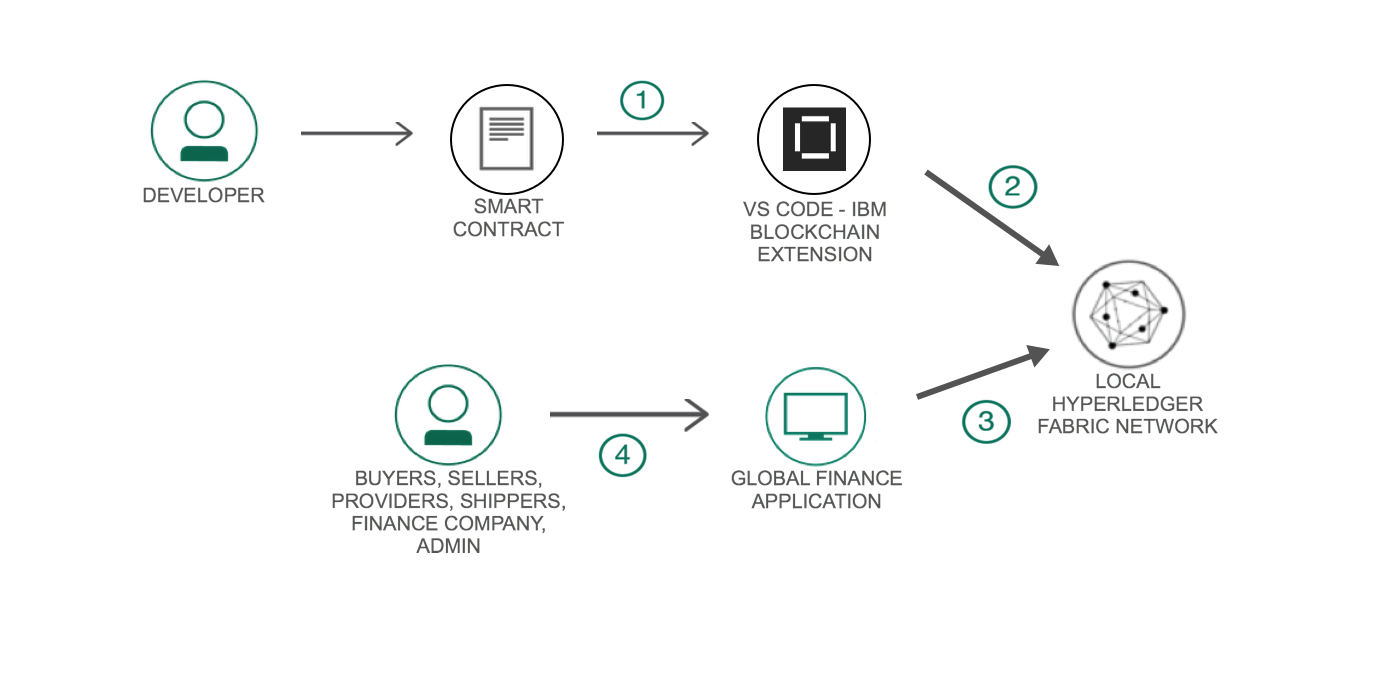 1
2
DEVELOPER
SMART
CONTRACT
VS CODE - IBM
BLOCKCHAIN
EXTENSION
LOCAL
HYPERLEDGER
FABRIC NETWORK
3
4
BUYERS, SELLERS,
PROVIDERS, SHIPPERS,
FINANCE COMPANY,
ADMIN
GLOBAL FINANCE
APPLICATION